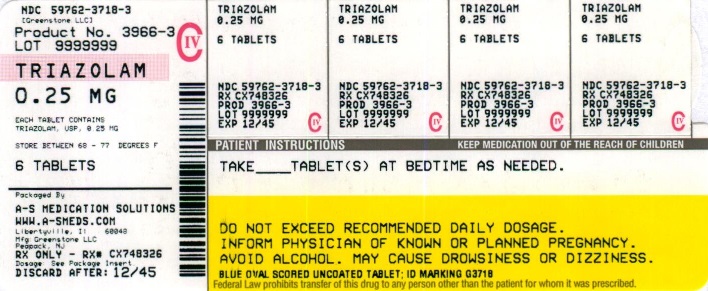 NDC 59762-3718-3
[Greenstone LLC]
Product No. 3966-3
LOT 9999999
CIV
TRIAZOLAM
0.25 MG
EACH TABLET CONTAINS
TRIAZOLAM, USP, 0.25 MG
STORE BETWEEN 68 - 77 DEGREES F
6 TABLETS
Packaged By
A-S MEDICATION SOLUTIONS
WWW.A-SMEDS.COM
Libertyville, Il 60048
Mfg Greenstone LLC
Peapack, NJ
RX ONLY - RX# CX748326
Dosage: See Package Insert
DISCARD AFTER: 12/45
TRIAZOLAM
0.25 MG
6 TABLETS
NDC 59762-3718-3
RX CX748326
PROD 3966-3
LOT 9999999
EXP 12/45
CIV
TRIAZOLAM
0.25 MG
6 TABLETS
NDC 59762-3718-3
RX CX748326
PROD 3966-3
LOT 9999999
EXP 12/45
CIV
TRIAZOLAM
0.25 MG
6 TABLETS
NDC 59762-3718-3
RX CX748326
PROD 3966-3
LOT 9999999
EXP 12/45
CIV
TRIAZOLAM
0.25 MG
6 TABLETS
NDC 59762-3718-3
RX CX748326
PROD 3966-3
LOT 9999999
EXP 12/45
CIV
PATIENT INSTRUCTIONS KEEP MEDICATION OUT OF THE REACH OF CHILDREN
TAKE____TABLET(S) AT BEDTIME AS NEEDED.
DO NOT EXCEED RECOMMENDED DAILY DOSAGE.
INFORM PHYSICIAN OF KNOWN OR PLANNED PREGNANCY.
AVOID ALCOHOL. MAY CAUSE DROWSINESS OR DIZZINESS.
BLUE OVAL SCORED UNCOATED TABLET; ID MARKING G3718
Federal Law prohibits transfer of this drug to any person other than the patient for whom it was prescribed.